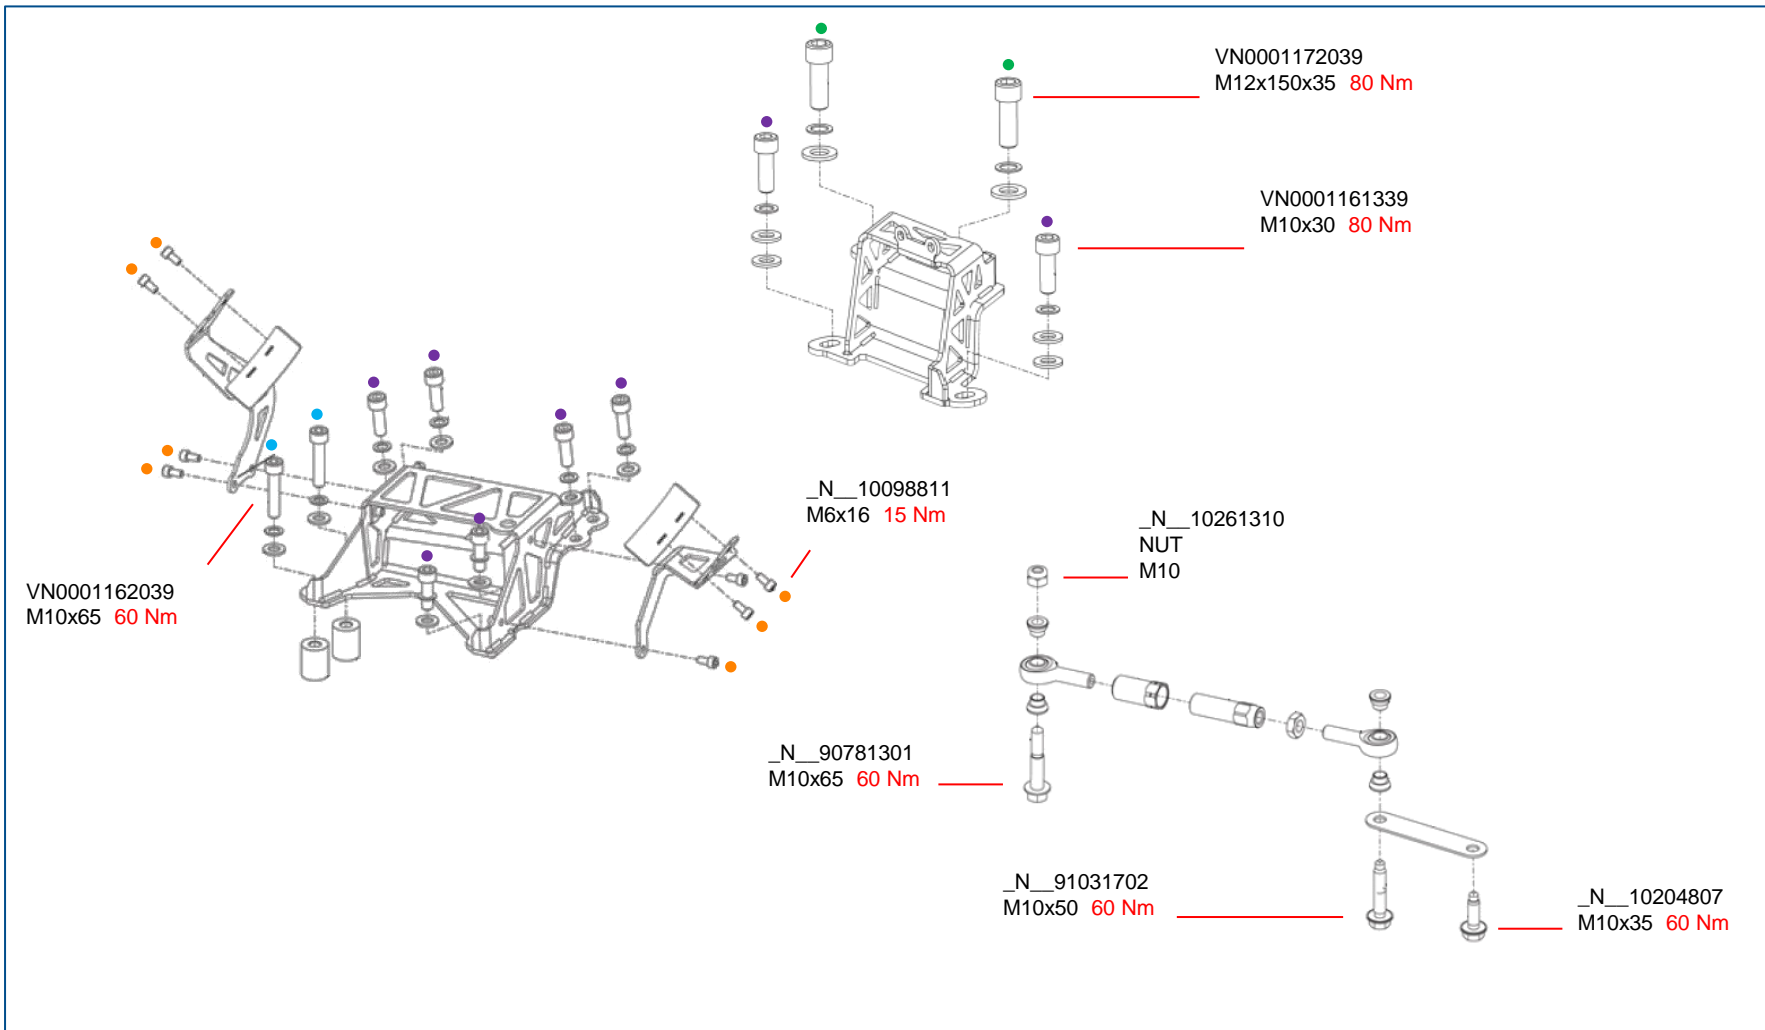 VN0001172039
M12x150x35 80 Nm
VN0001161339
M10x30 80 Nm
_N__10098811
M6x16 15 Nm
_N__10261310
NUT
M10
VN0001162039
M10x65 60 Nm
_N__90781301
M10x65 60 Nm
_N__91031702
M10x50 60 Nm
_N__10204807
M10x35 60 Nm